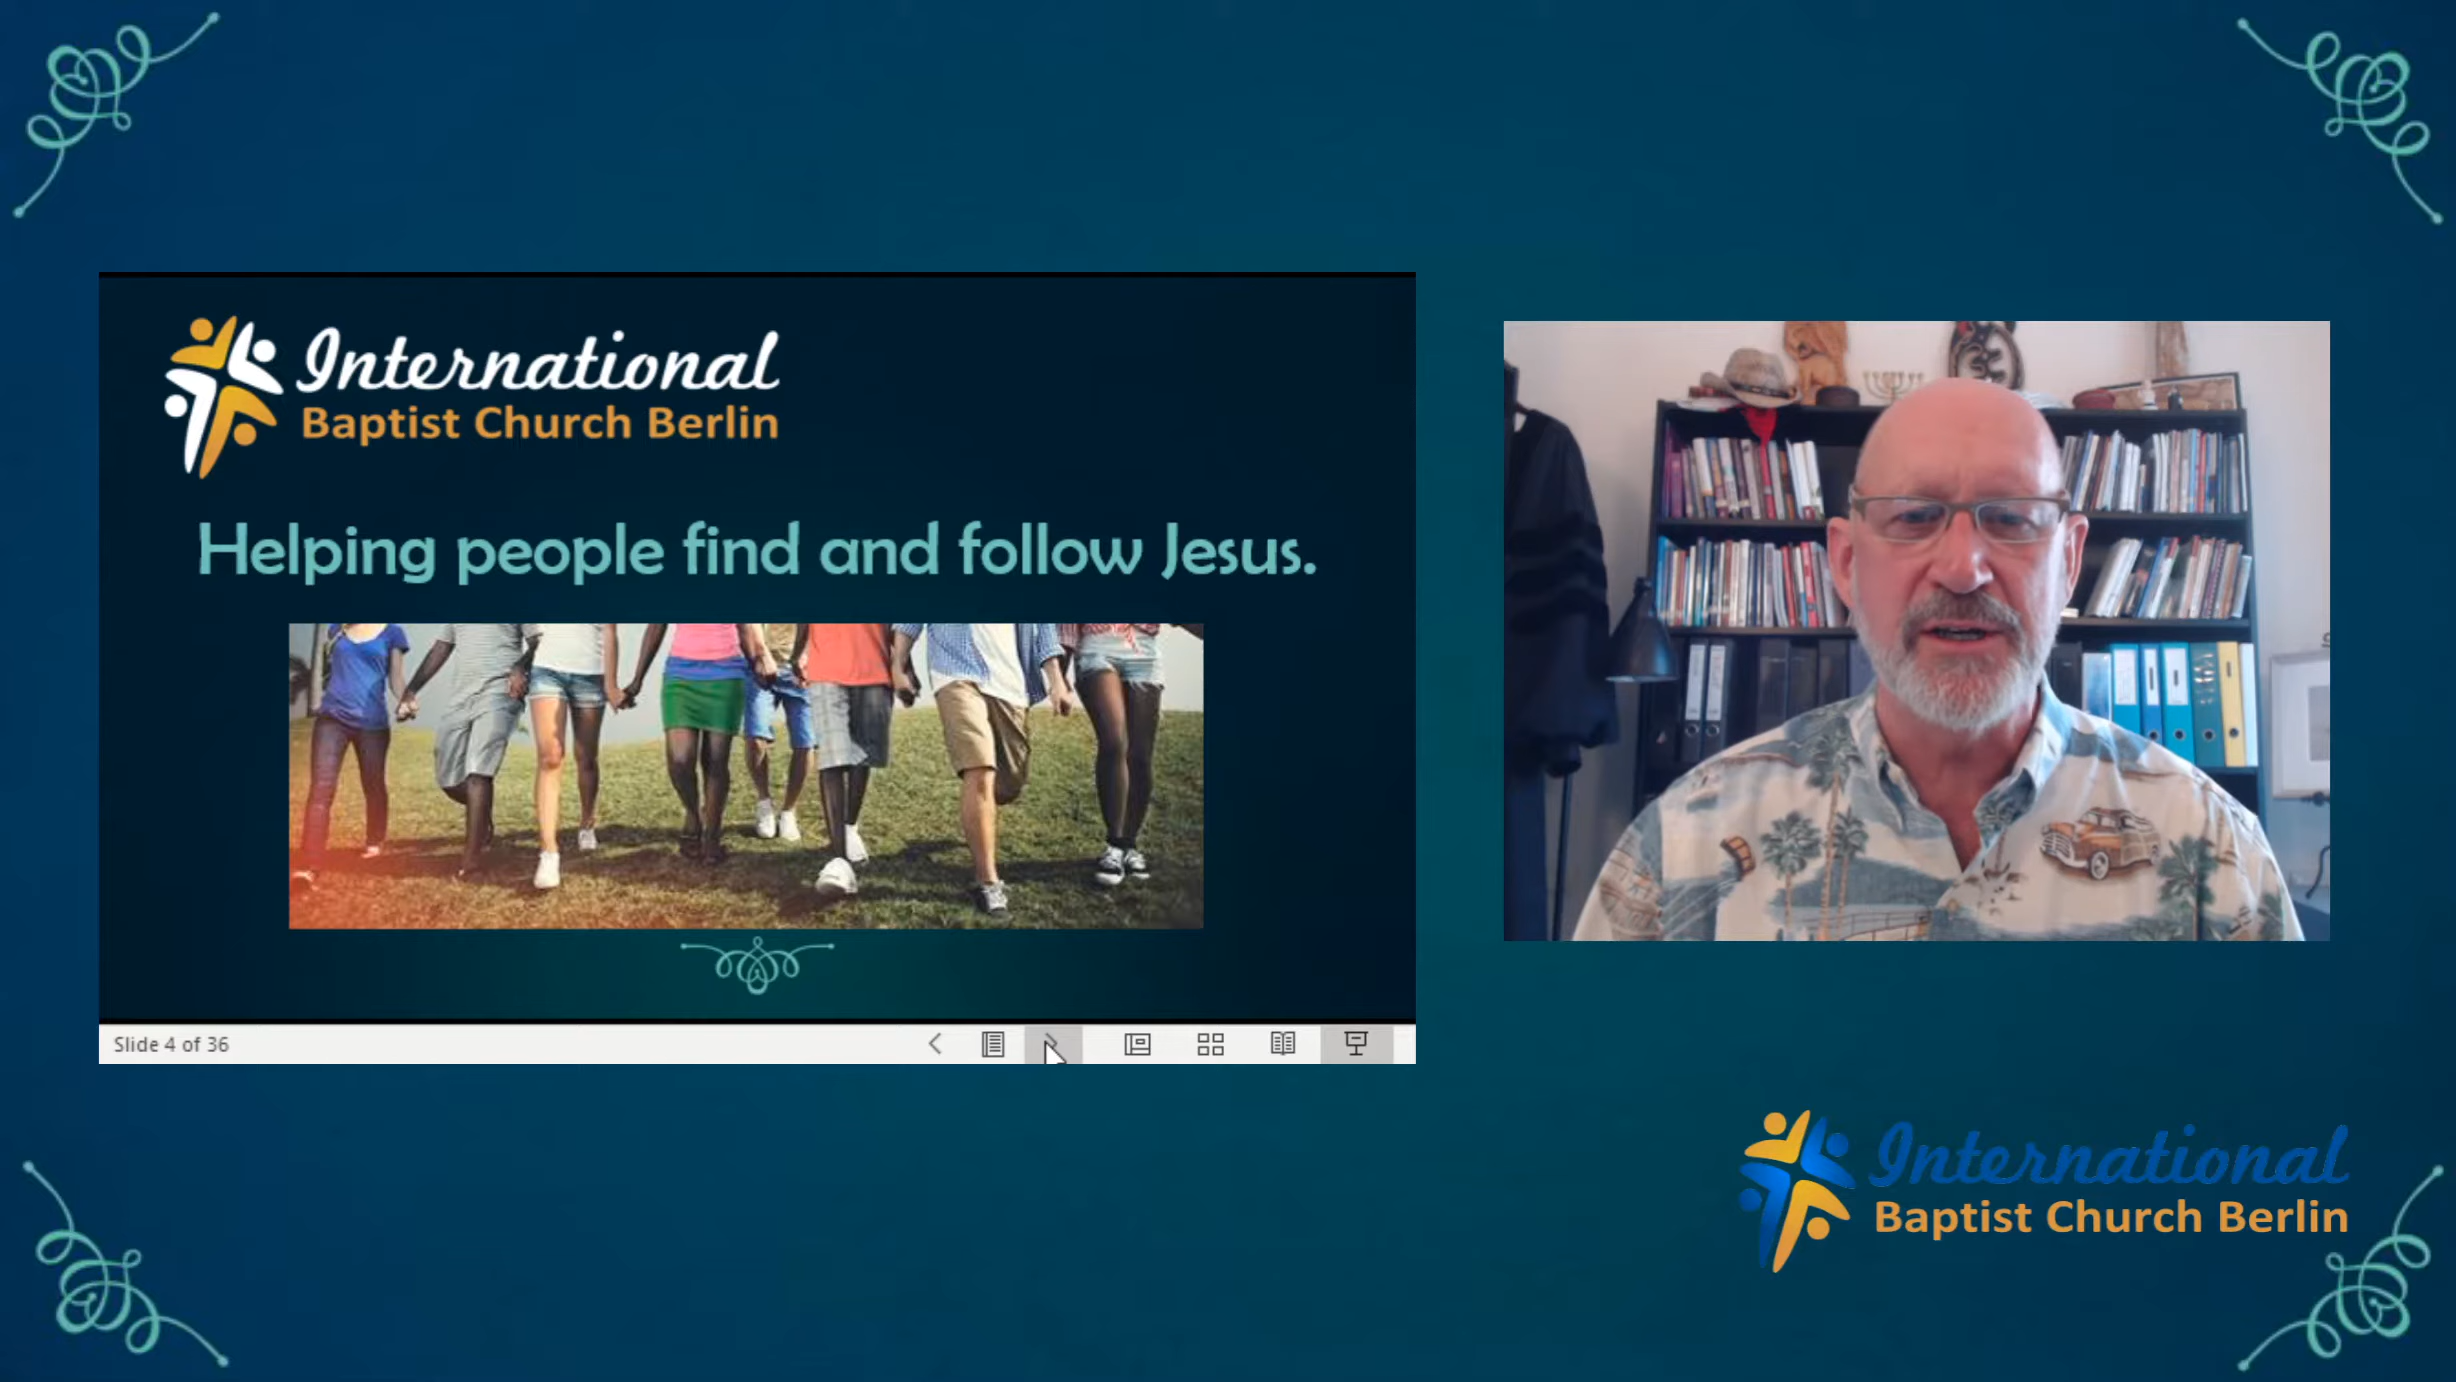 International
Baptist Church Berlin
Helping people find and follow Jesus.
Slide 4 of 36
International
Baptist Church Berlin